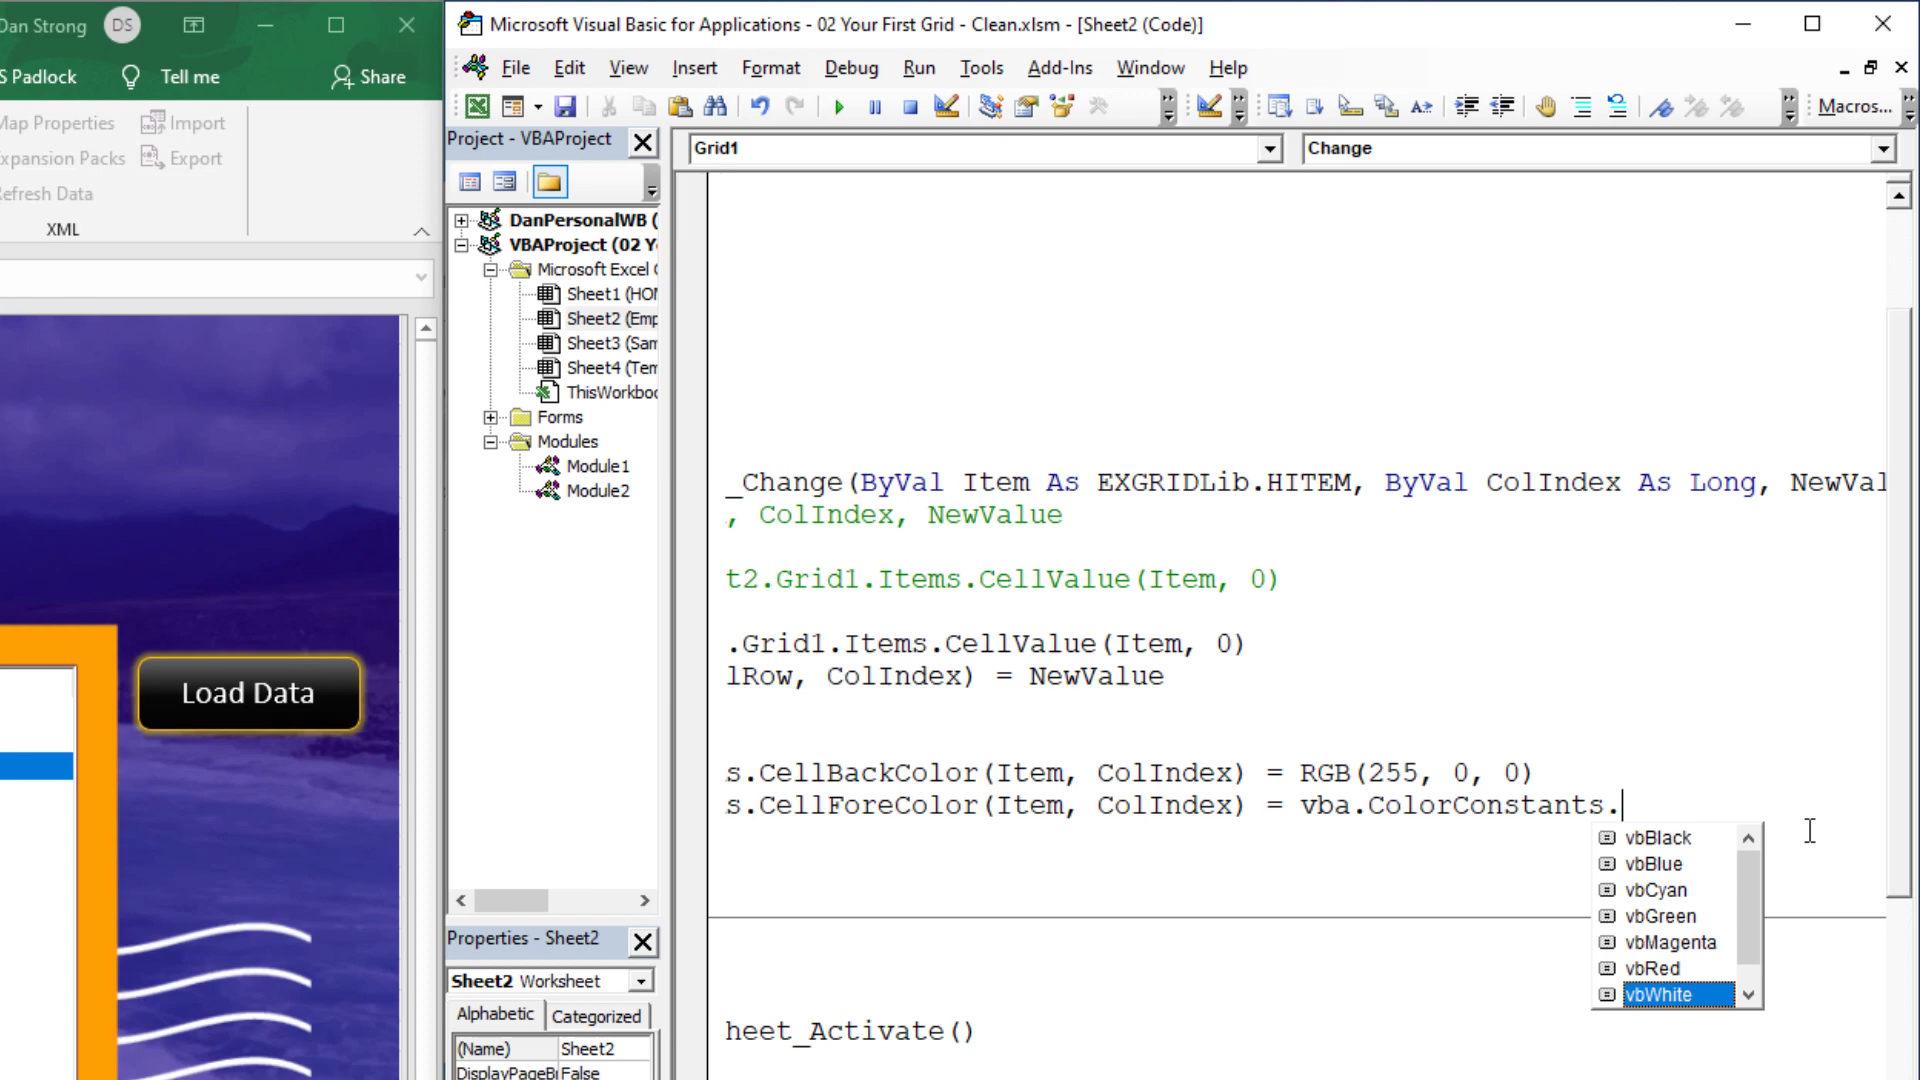 Dan Strong DS
Microsoft Visual Basic for Applications - 02 Your First Grid - Clean.xlsm - [Sheet2 (Code)]
S Padlock Tell me Share
File Edit View Insert Format Debug Run Tools Add-Ins Window Help
Macros...
Map Properties Import
xpansion Packs Export
Refresh Data
XML
Project - VBAProject
Grid1 Change
DanPersonalWB (
VBAProject (02 Y
Microsoft Excel
Sheet1 (HO
Sheet2 (Emp
Sheet3 (Sam
Sheet4 (Tem
ThisWorkboo
Forms
Modules
Module1
Module2
_Change(ByVal Item As EXGRIDLib.HITEM, ByVal ColIndex As Long, NewVal
, ColIndex, NewValue
t2.Grid1.Items.CellValue(Item, 0)
.Grid1.Items.CellValue(Item, 0)
lRow, ColIndex) = NewValue
s.CellBackColor(Item, ColIndex) = RGB(255, 0, 0)
s.CellForeColor(Item, ColIndex) = vba.ColorConstants.
vbBlack
vbBlue
vbCyan
vbGreen
vbMagenta
vbRed
vbWhite
heet_Activate()
Load Data
Properties - Sheet2
Sheet2 Worksheet
Alphabetic Categorized
(Name) Sheet2
DisplayPageBr False